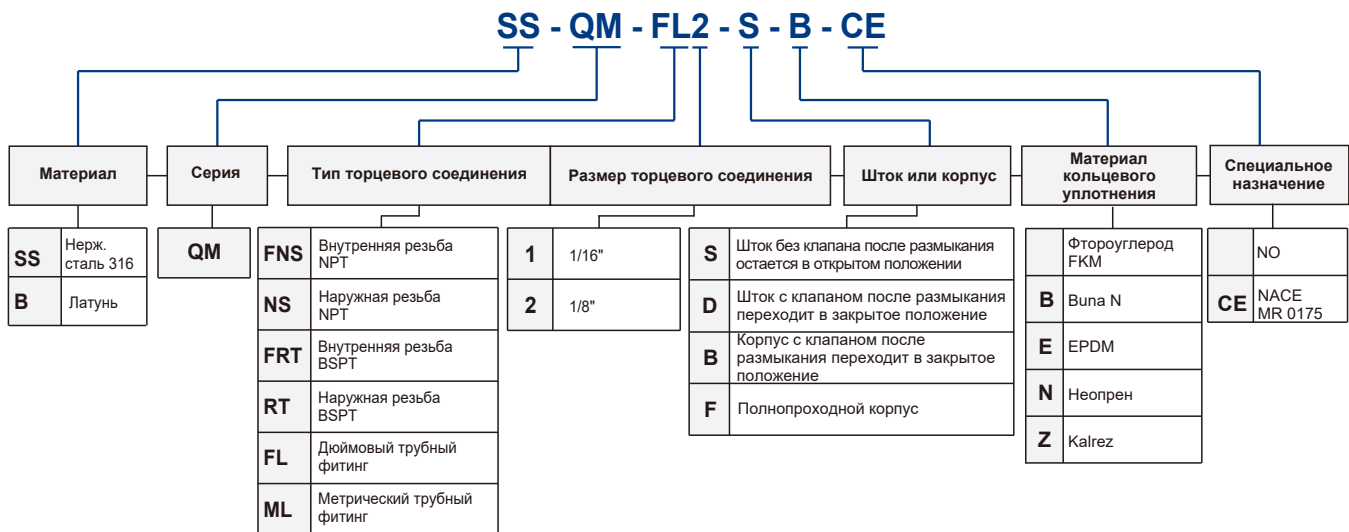 SS - QM - FL2 - S - B - CE
Материал
Серия
Тип торцевого соединения
Размер торцевого соединения
Шток или корпус
Материал
кольцевого
уплотнения
Специальное
назначение
SS
Нерж.
сталь 316
B
Латунь
QM
FNS
Внутренняя резьба
NPT
NS
Наружная резьба
NPT
FRT
Внутренняя резьба
BSPT
RT
Наружная резьба
BSPT
FL
Дюймовый трубный
фитинг
ML
Метрический трубный
фитинг
1
1/16"
2
1/8"
S
Шток без клапана после размыкания
остается в открытом положении
D
Шток с клапаном после размыкания
переходит в закрытое положение
B
Корпус с клапаном после
размыкания переходит в закрытое
положение
F
Полнопроходной корпус
Фтороуглерод
FKM
B
Buna N
E
EPDM
N
Неопрен
Z
Kalrez
NO
CE
NACE
MR 0175